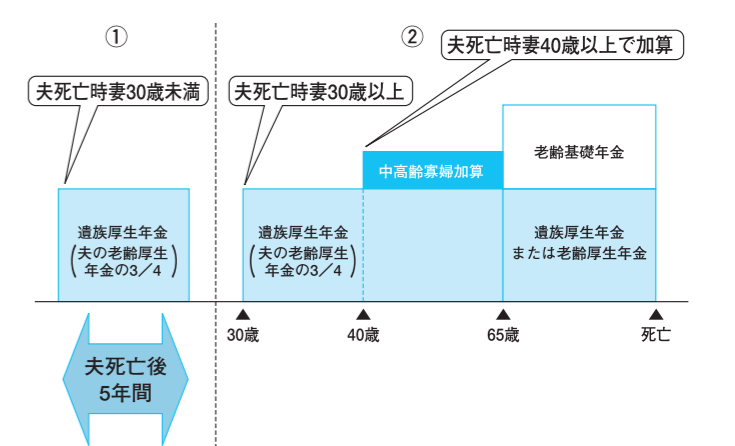 ①
夫死亡時妻30歳未満
遺族厚生年金
(夫の老齢厚生
年金の3／4)
夫死亡後
5年間
②
夫死亡時妻30歳以上
夫死亡時妻40歳以上で加算
遺族厚生年金
(夫の老齢厚生
年金の3／4)
中高齢寡婦加算
老齢基礎年金
遺族厚生年金
または老齢厚生年金
30歳
40歳
65歳
死亡